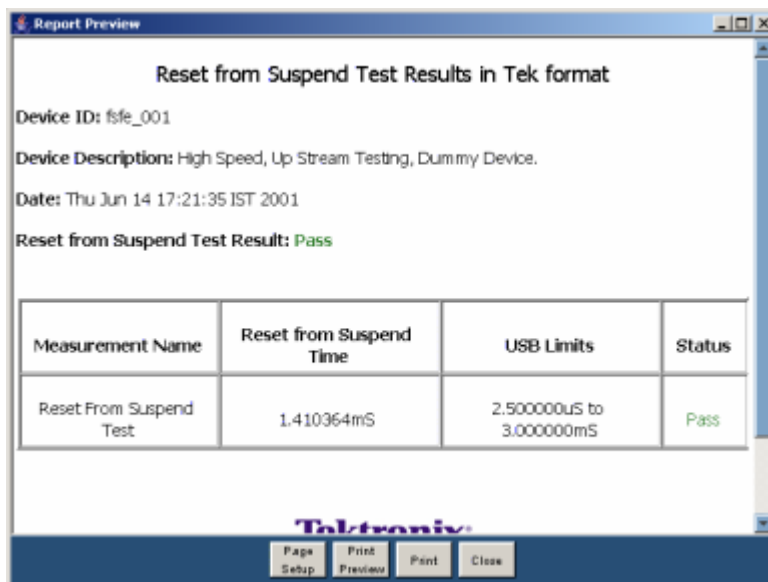 Report Preview
Reset from Suspend Test Results in Tek format
Device ID: fsfe_001
Device Description: High Speed, Up Stream Testing, Dummy Device.
Date: Thu Jun 14 17:21:35 IST 2001
Reset from Suspend Test Result: Pass
Measurement Name
Reset from Suspend
Time
USB Limits
Status
Reset From Suspend
Test
1.410364mS
2.500000uS to
3.000000mS
Pass
Tektronix
Page
Setup
Print
Preview
Print
Close